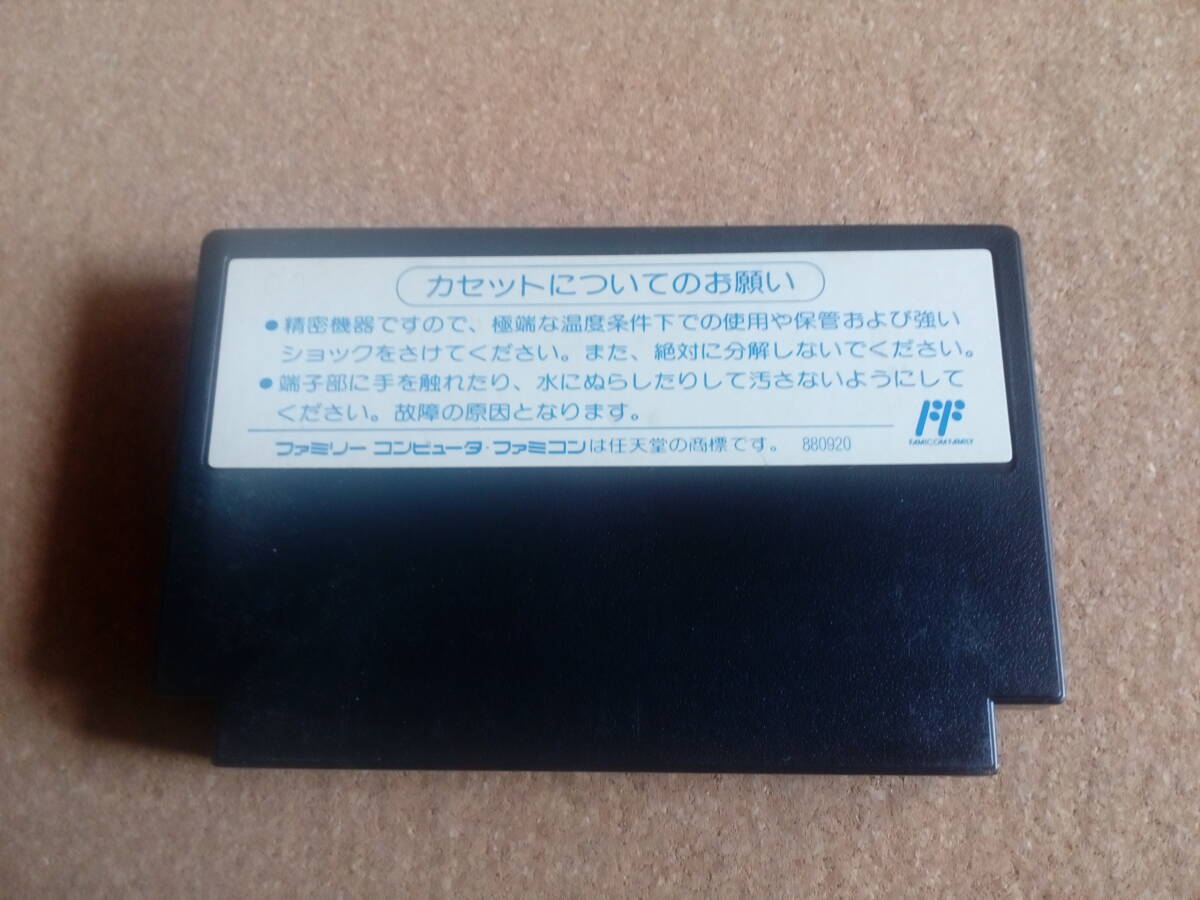 カセットについてのお願い
●精密機器ですので、極端な温度条件下での使用や保管および強い
ショックをさけてください。また、絶対に分解しないでください。
●端子部に手を触れたり、水にぬらしたりして汚さないようにして
ください。故障の原因となります。
FF
FAMICOM FAMILY
ファミリーコンピュータ・ファミコンは任天堂の商標です。 880920